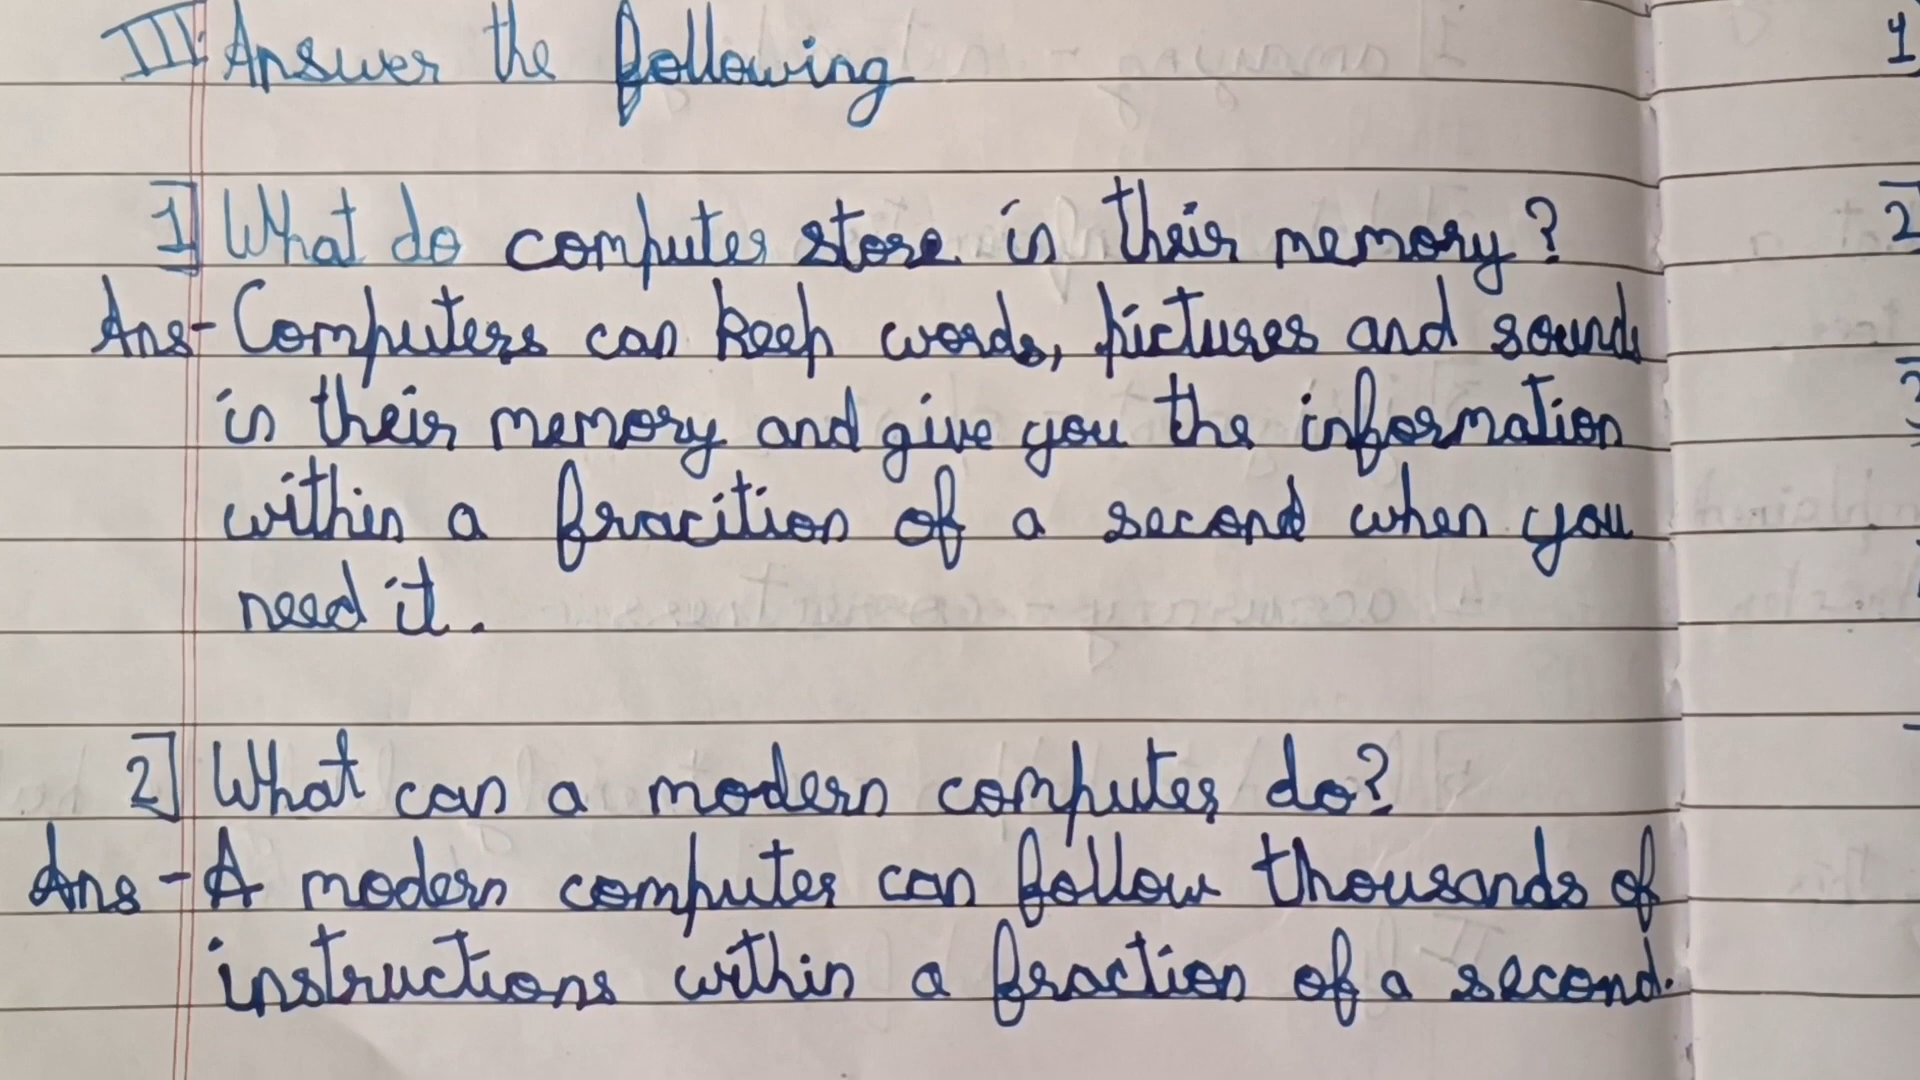 III. Answer the following
1] What do computer store in their memory?
Ans- Computers can keep words, pictures and sounds
in their memory and give you the information
within a fracition of a second when you
need it.
2] What can a modern computer do?
Ans - A modern computer can follow thousands of
instructions within a fraction of a second.
1]
2